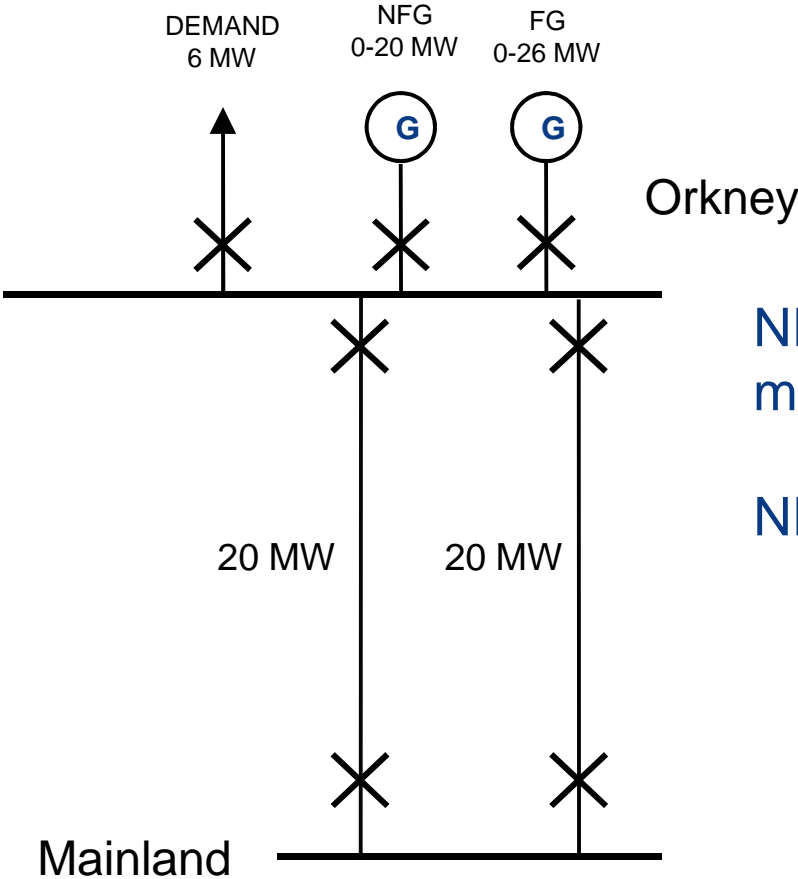 DEMAND
6 MW
NFG
0-20 MW
FG
0-26 MW
G
G
Orkney
20 MW
20 MW
Mainland